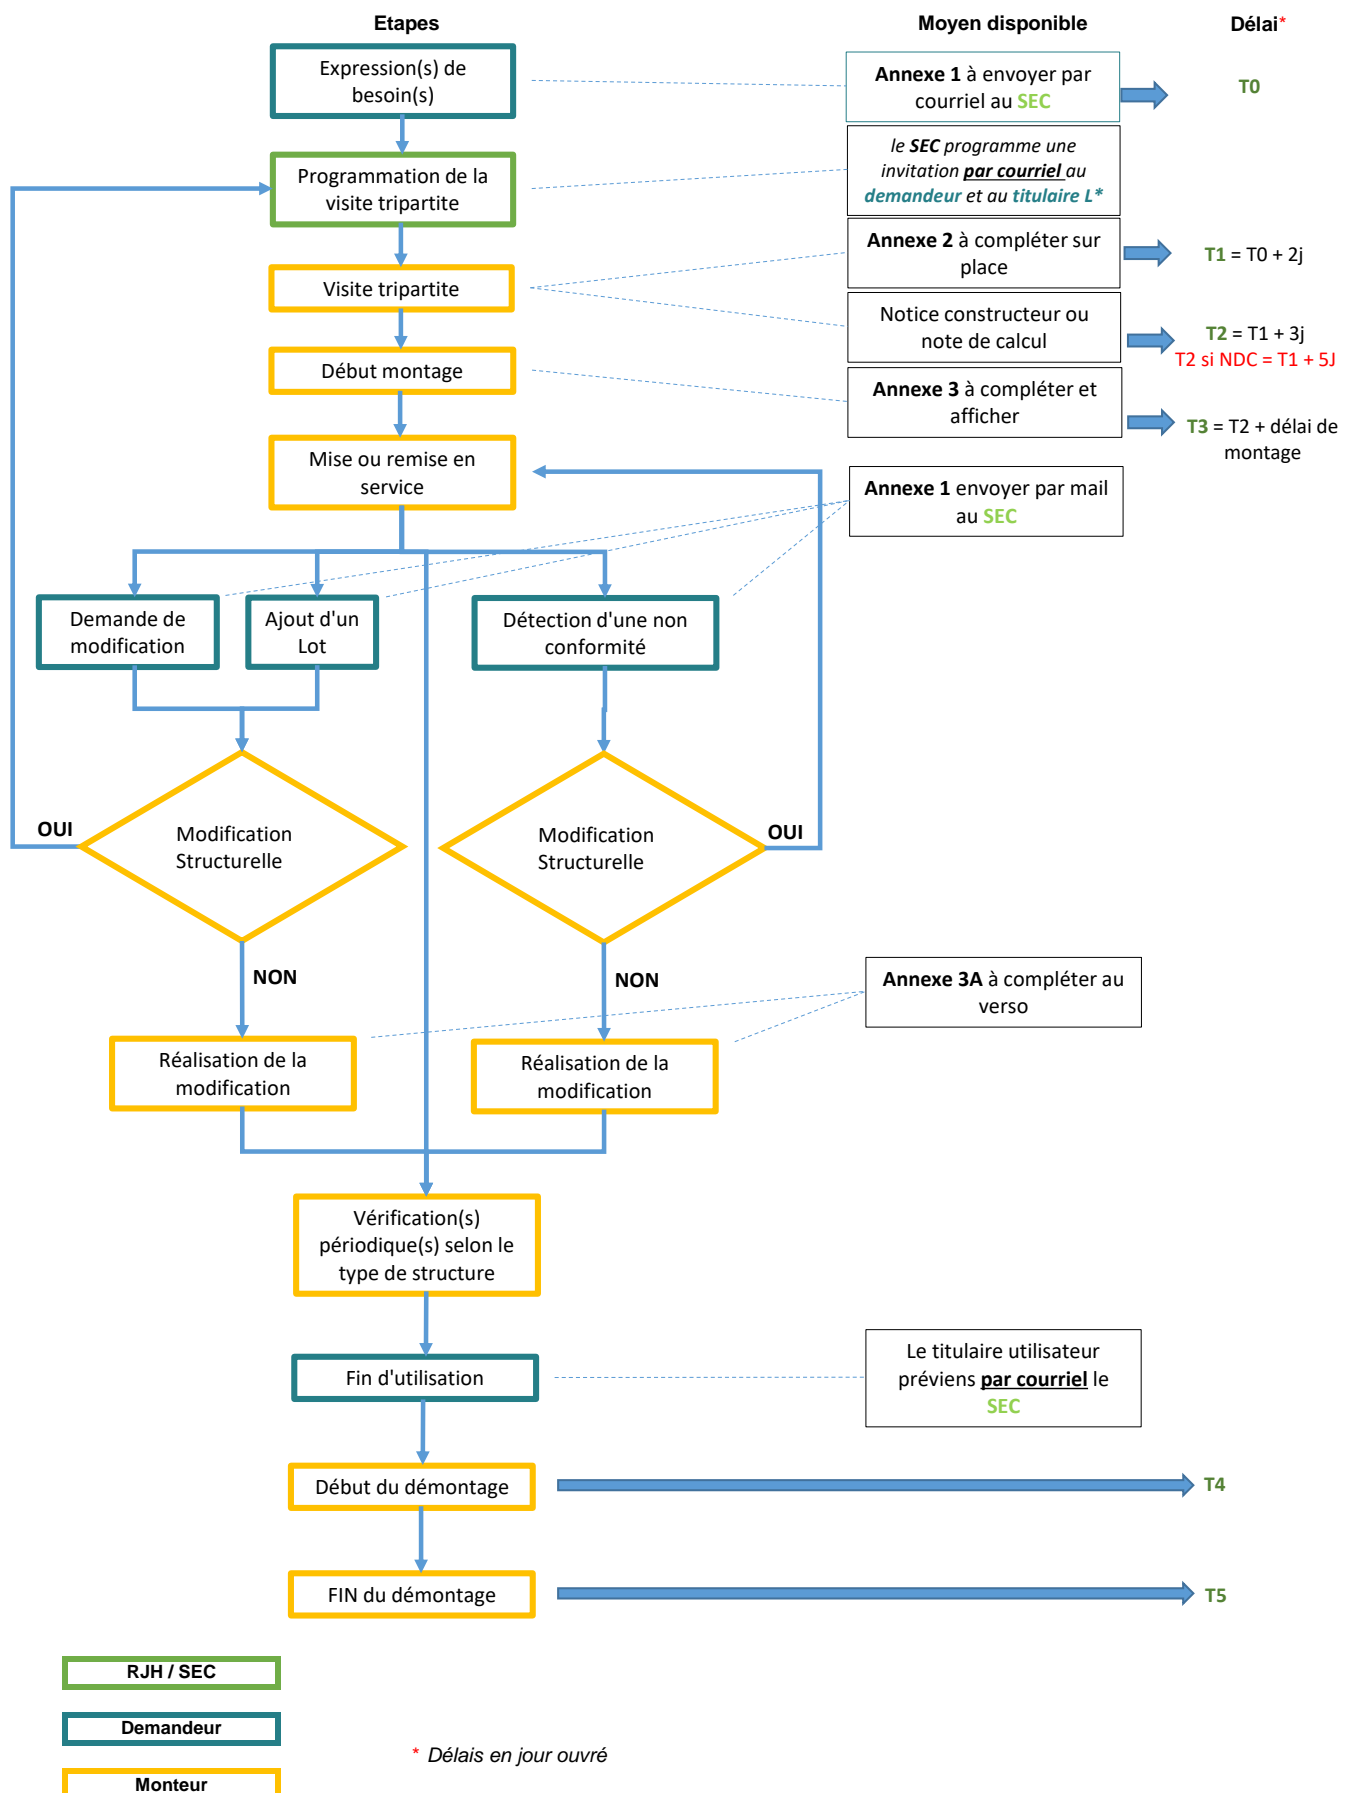 Etapes
Moyen disponible
Délai*
Expression(s) de
besoin(s)
Annexe 1 à envoyer par
courriel au SEC
T0
Programmation de la
visite tripartite
le SEC programme une
invitation par courriel au
demandeur et au titulaire L*
Visite tripartite
Annexe 2 à compléter sur
place
T1 = T0 + 2j
Notice constructeur ou
note de calcul
T2 = T1 + 3j
T2 si NDC = T1 + 5J
Début montage
Annexe 3 à compléter et
afficher
T3 = T2 + délai de
montage
Mise ou remise en
service
Annexe 1 envoyer par mail
au SEC
Demande de
modification
Ajout d'un
Lot
Détection d'une non
conformité
OUI
Modification
Structurelle
Modification
Structurelle
OUI
NON
NON
Annexe 3A à compléter au
verso
Réalisation de la
modification
Réalisation de la
modification
Vérification(s)
périodique(s) selon le
type de structure
Fin d'utilisation
Le titulaire utilisateur
préviens par courriel le
SEC
Début du démontage
T4
FIN du démontage
T5
RJH / SEC
Demandeur
Monteur
* Délais en jour ouvré